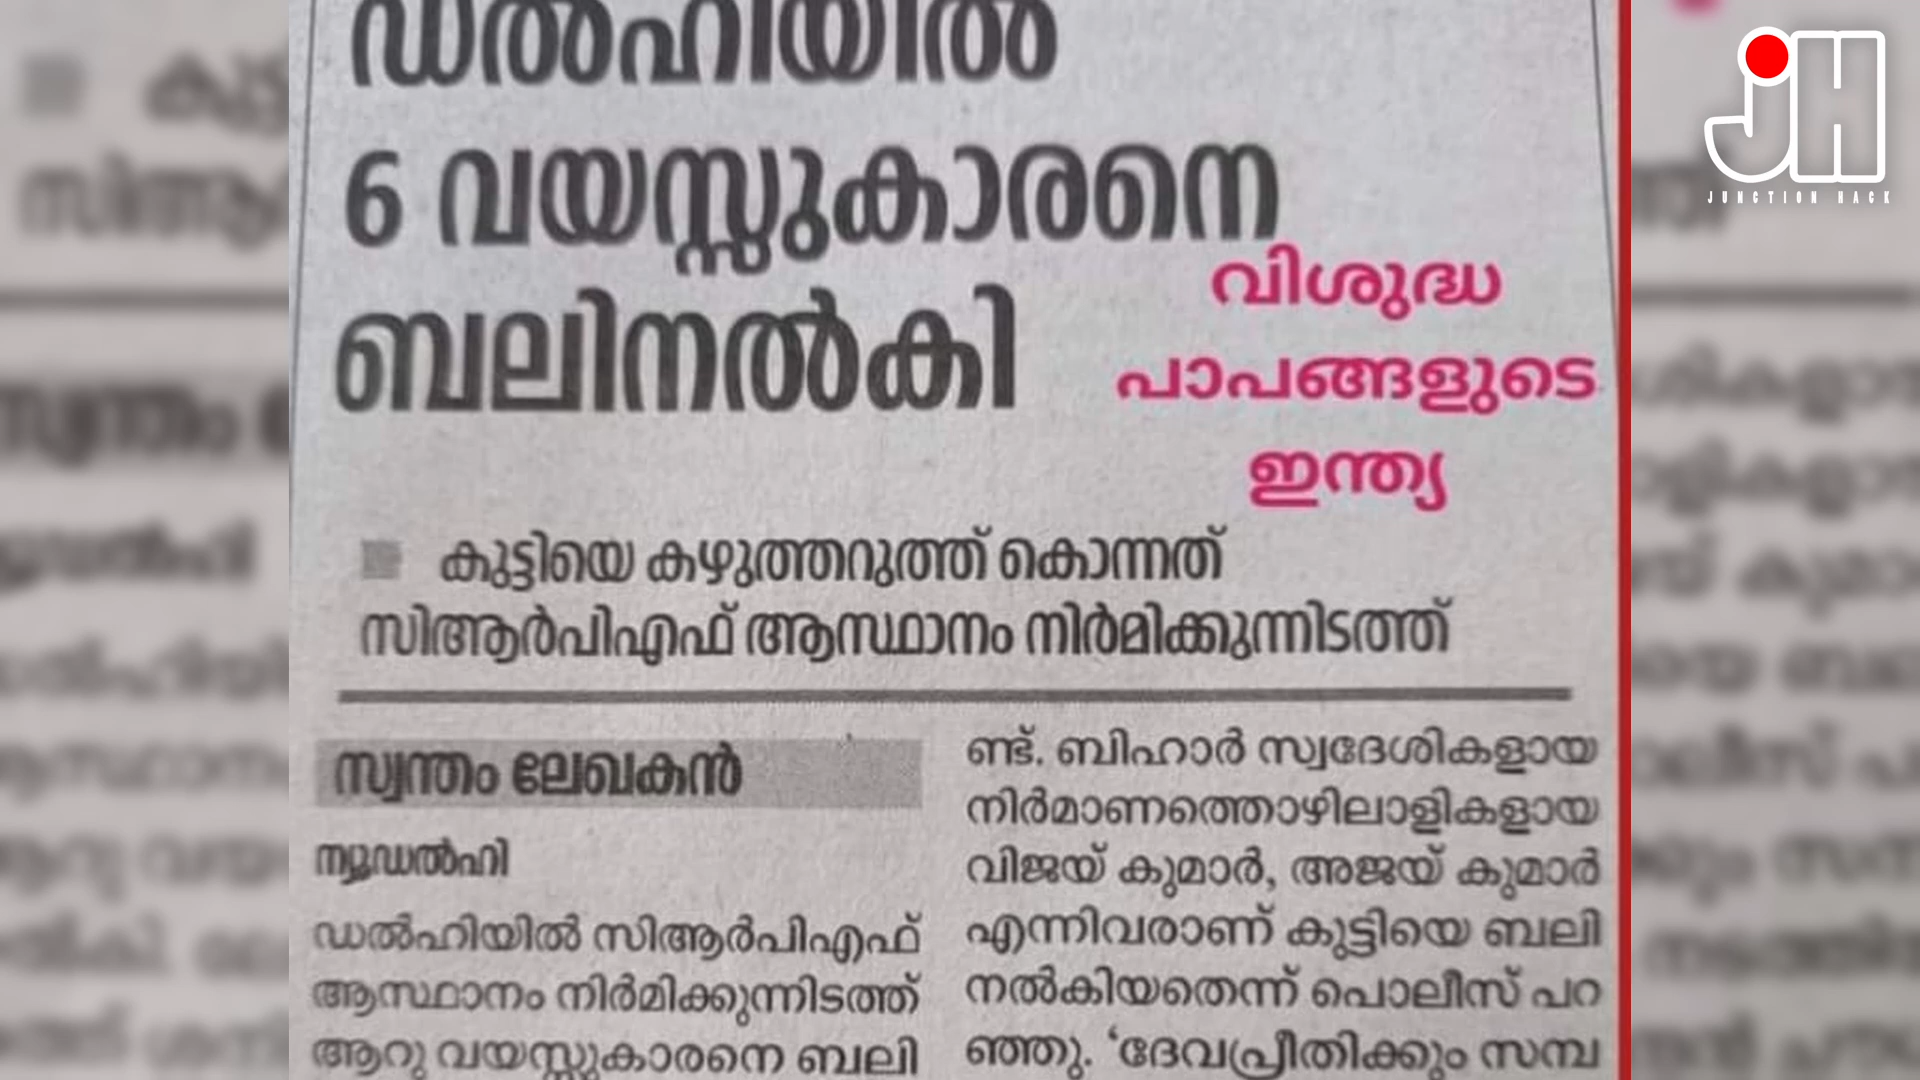 ഡൽഹിയിൽ
6 വയസ്സുകാരനെ
ബലിനൽകി
വിശുദ്ധ
പാപങ്ങളുടെ
ഇന്ത്യ
കുട്ടിയെ കഴുത്തറുത്ത് കൊന്നത്
സിആർപിഎഫ് ആസ്ഥാനം നിർമിക്കുന്നിടത്ത്
സ്വന്തം ലേഖകൻ
ന്യൂഡൽഹി
ഡൽഹിയിൽ സിആർപിഎഫ്
ആസ്ഥാനം നിർമിക്കുന്നിടത്ത്
ആറു വയസ്സുകാരനെ ബലി
ണ്ട്. ബിഹാർ സ്വദേശികളായ
നിർമാണത്തൊഴിലാളികളായ
വിജയ് കുമാർ, അജയ് കുമാർ
എന്നിവരാണ് കുട്ടിയെ ബലി
നൽകിയതെന്ന് പൊലീസ് പറ
ഞ്ഞു. ‘ദേവപ്രീതിക്കും സമ്പ
JH
JUNCTION HACK